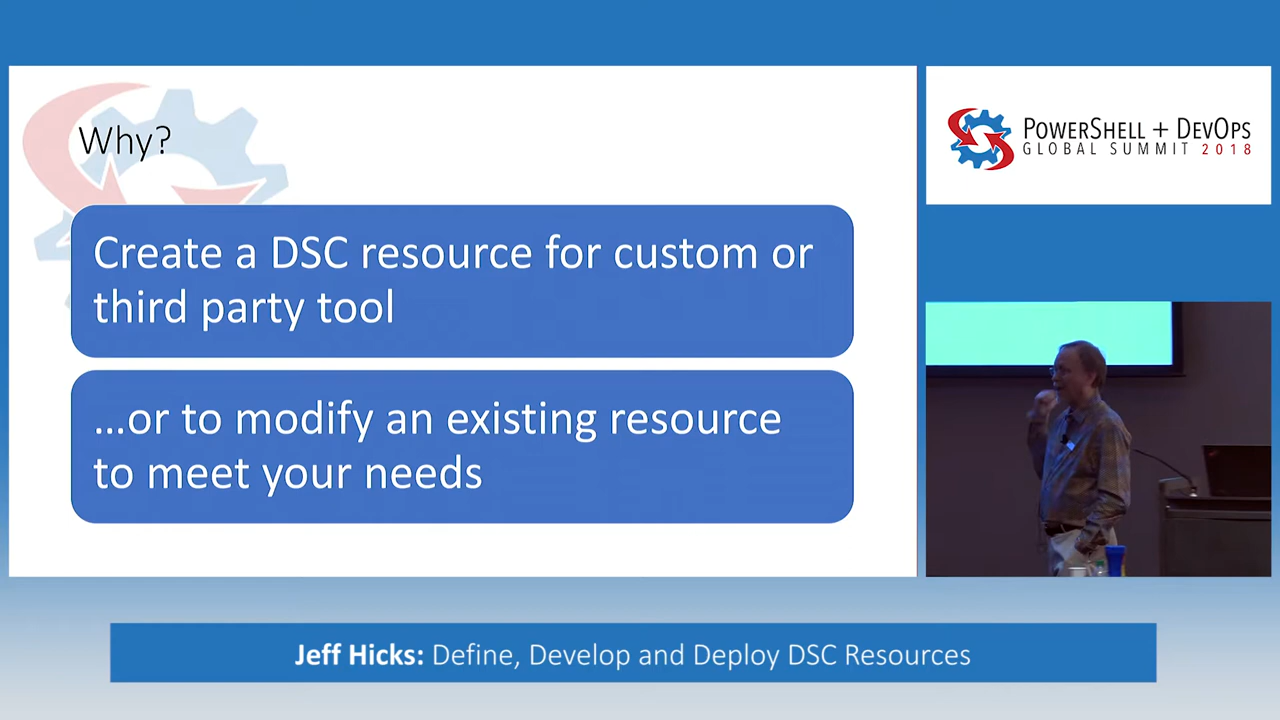 Why?
Create a DSC resource for custom or
third party tool
...or to modify an existing resource
to meet your needs
POWERSHELL + DEVOPS
GLOBAL SUMMIT 2018
Jeff Hicks: Define, Develop and Deploy DSC Resources